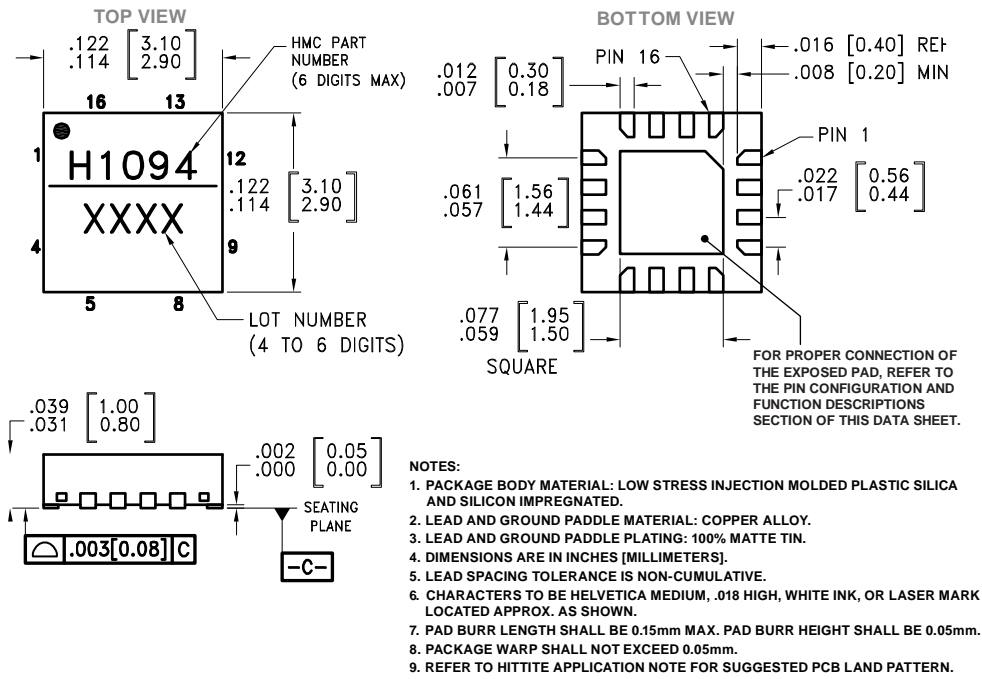 TOP VIEW
.122 [3.10]
.114 [2.90]
HMC PART
NUMBER
(6 DIGITS MAX)
16 13
1 12
H1094
XXXX
.122 [3.10]
.114 [2.90]
4 9
5 8
LOT NUMBER
(4 TO 6 DIGITS)
BOTTOM VIEW
PIN 16
.016 [0.40] REF
.008 [0.20] MIN
.012 [0.30]
.007 [0.18]
PIN 1
.022 [0.56]
.017 [0.44]
.061 [1.56]
.057 [1.44]
.077 [1.95]
.059 [1.50]
SQUARE
FOR PROPER CONNECTION OF
THE EXPOSED PAD, REFER TO
THE PIN CONFIGURATION AND
FUNCTION DESCRIPTIONS
SECTION OF THIS DATA SHEET.
.039 [1.00]
.031 [0.80]
.002 [0.05]
.000 [0.00]
SEATING
PLANE
.003[0.08] C
-C-
NOTES:
1. PACKAGE BODY MATERIAL: LOW STRESS INJECTION MOLDED PLASTIC SILICA
AND SILICON IMPREGNATED.
2. LEAD AND GROUND PADDLE MATERIAL: COPPER ALLOY.
3. LEAD AND GROUND PADDLE PLATING: 100% MATTE TIN.
4. DIMENSIONS ARE IN INCHES [MILLIMETERS].
5. LEAD SPACING TOLERANCE IS NON-CUMULATIVE.
6. CHARACTERS TO BE HELVETICA MEDIUM, .018 HIGH, WHITE INK, OR LASER MARK
LOCATED APPROX. AS SHOWN.
7. PAD BURR LENGTH SHALL BE 0.15mm MAX. PAD BURR HEIGHT SHALL BE 0.05mm.
8. PACKAGE WARP SHALL NOT EXCEED 0.05mm.
9. REFER TO HITTITE APPLICATION NOTE FOR SUGGESTED PCB LAND PATTERN.